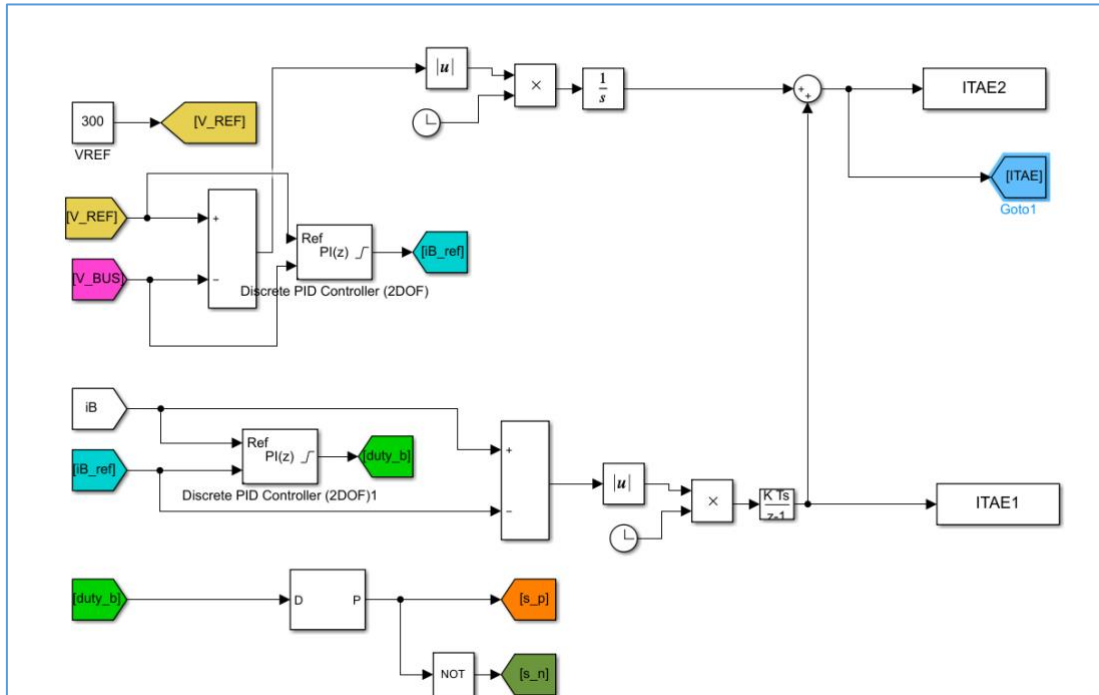 |u|
×
1
s
+
+
ITAE2
300
VREF
[V_REF]
[ITAE]
Goto1
[V_REF]
[V_BUS]
+
−
Ref
PI(z)
[iB_ref]
Discrete PID Controller (2DOF)
iB
[iB_ref]
Ref
PI(z)
[duty_b]
Discrete PID Controller (2DOF)1
+
−
|u|
×
K Ts
z-1
ITAE1
[duty_b]
D
P
[s_p]
NOT
[s_n]